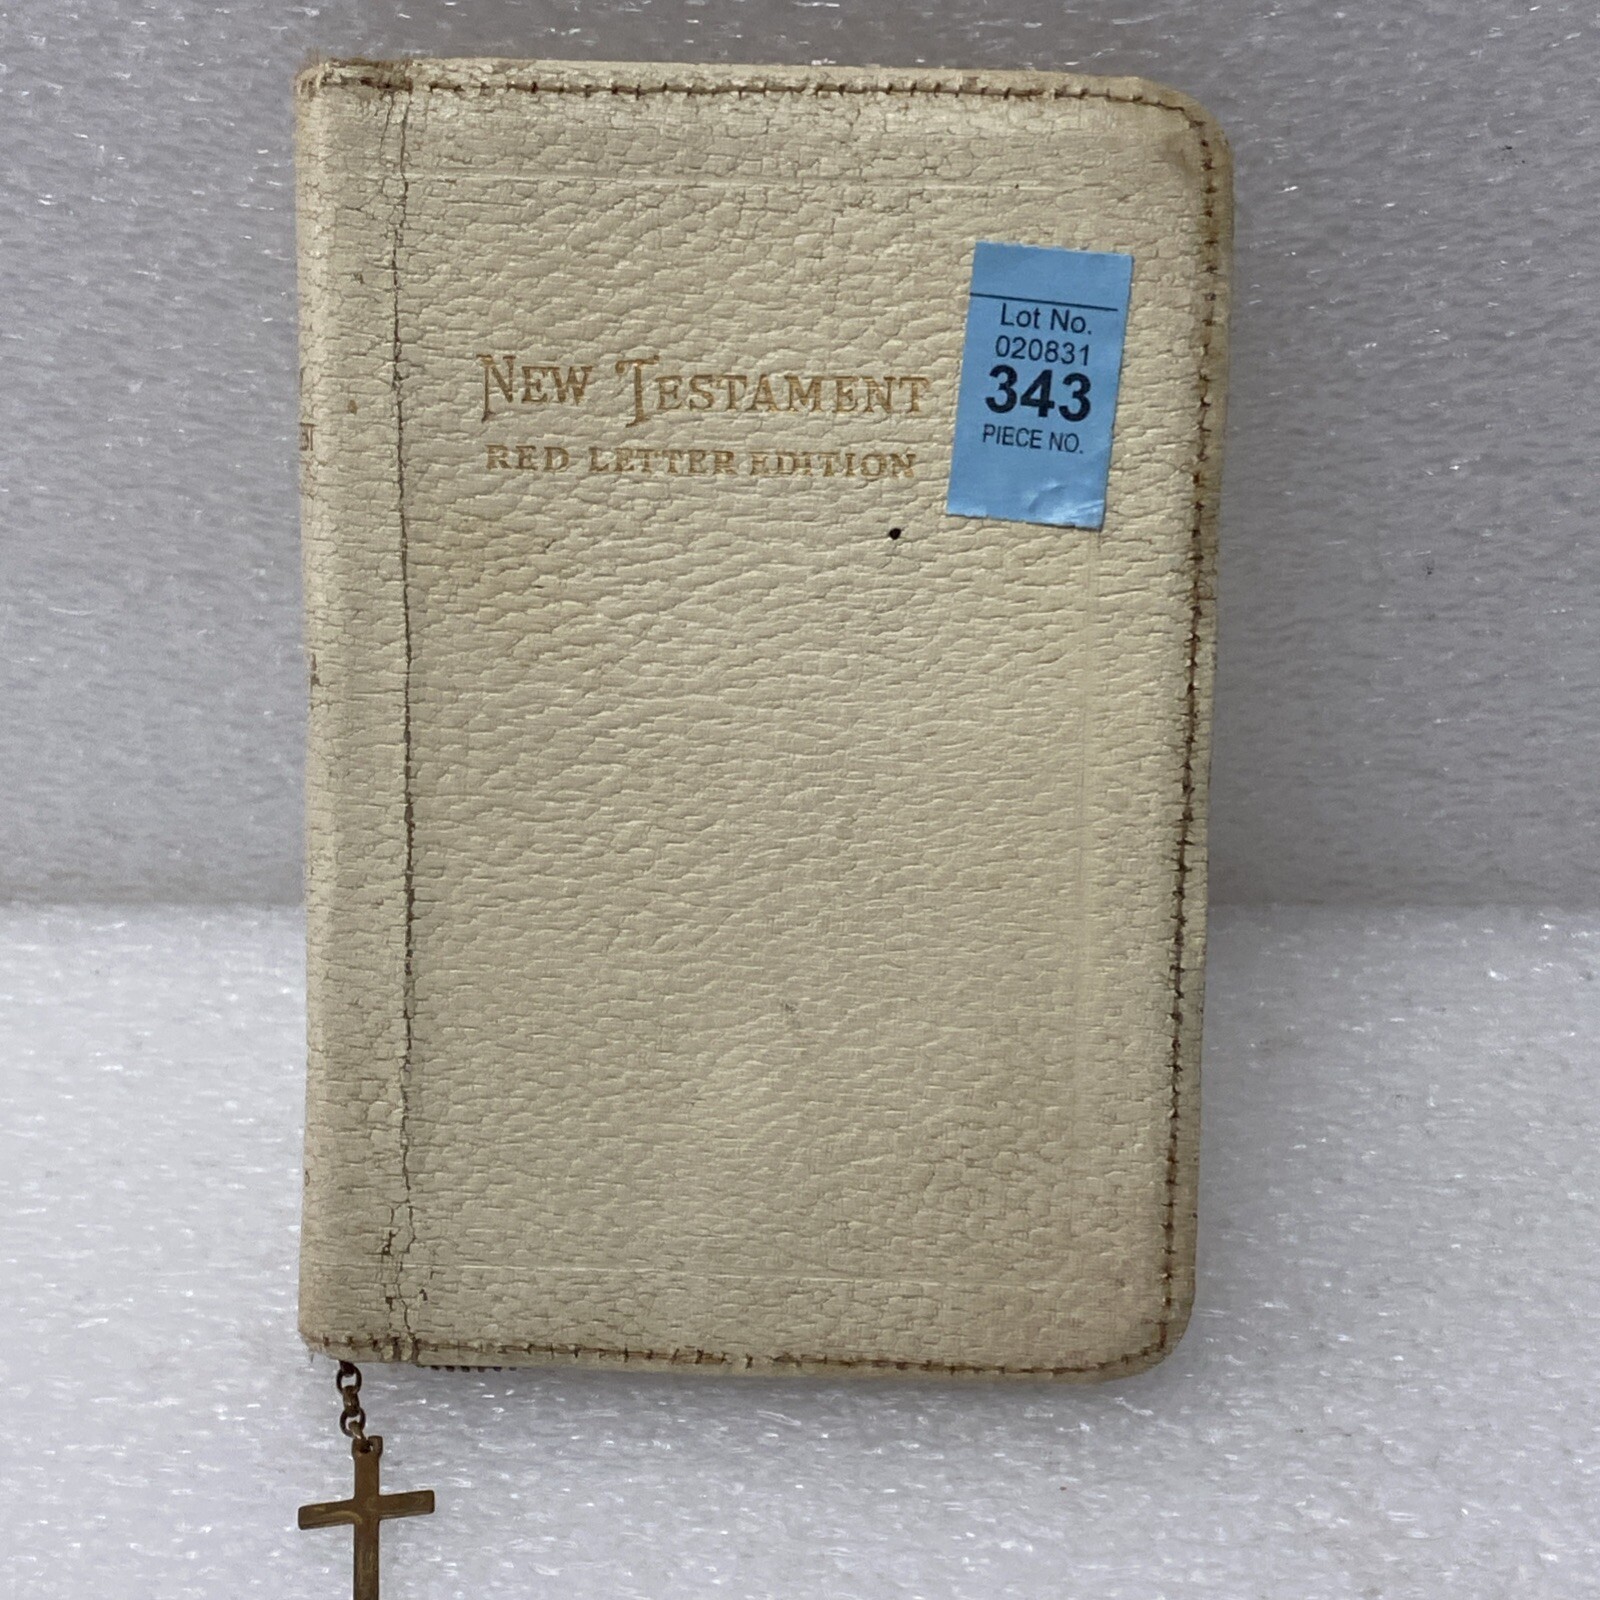 NEW TESTAMENT
RED LETTER EDITION
Lot No.
020831
343
PIECE NO.